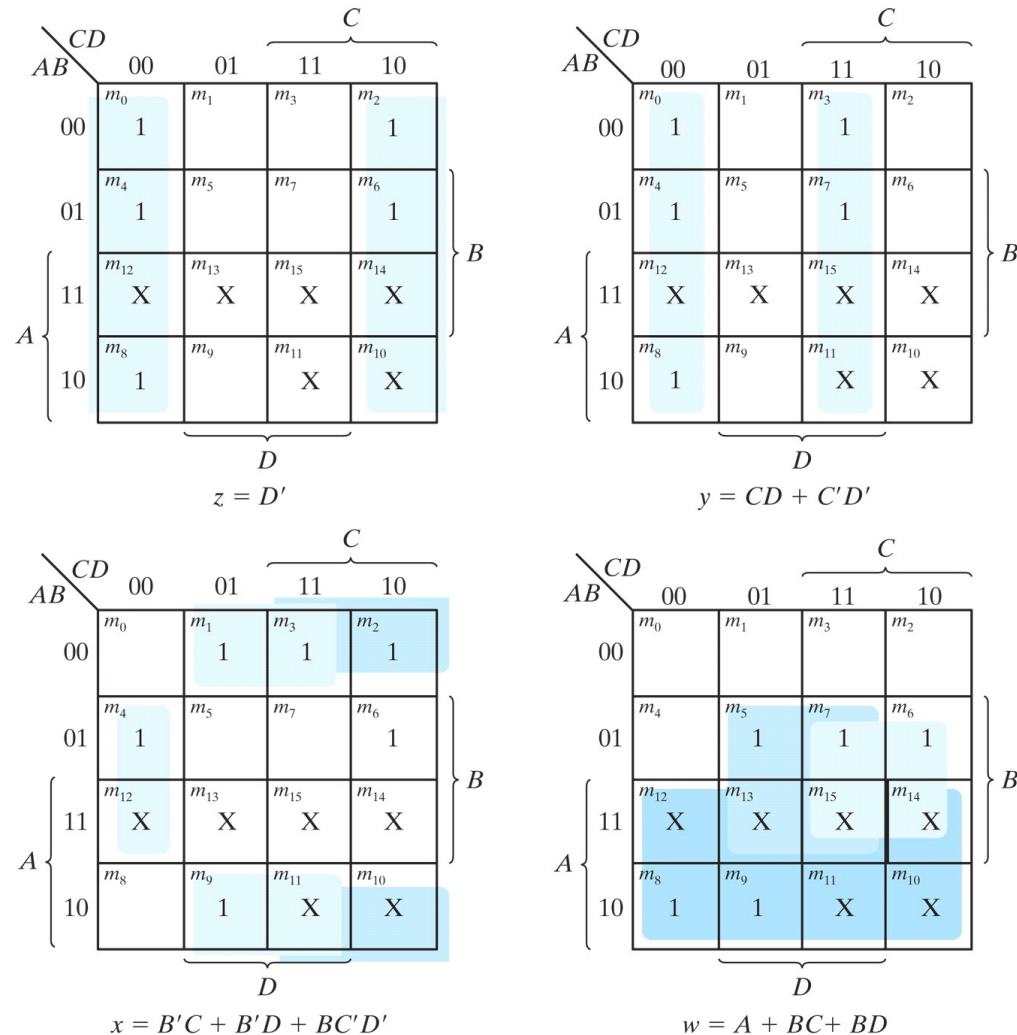 C
CD
AB
00 01 11 10
00 m0 1 m1 m3 m2 1
01 m4 1 m5 m7 m6 1
B
11 m12 X m13 X m15 X m14 X
A
10 m8 1 m9 m11 X m10 X
D
z = D′
C
CD
AB
00 01 11 10
00 m0 1 m1 m3 1 m2
01 m4 1 m5 m7 1 m6
B
11 m12 X m13 X m15 X m14 X
A
10 m8 1 m9 m11 X m10 X
D
y = CD + C′D′
C
CD
AB
00 01 11 10
00 m0 m1 1 m3 1 m2 1
01 m4 1 m5 m7 m6 1
B
11 m12 X m13 X m15 X m14 X
A
10 m8 m9 1 m11 X m10 X
D
x = B′C + B′D + BC′D′
C
CD
AB
00 01 11 10
00 m0 m1 m3 m2
01 m4 m5 1 m7 1 m6 1
B
11 m12 X m13 X m15 X m14 X
A
10 m8 1 m9 1 m11 X m10 X
D
w = A + BC + BD